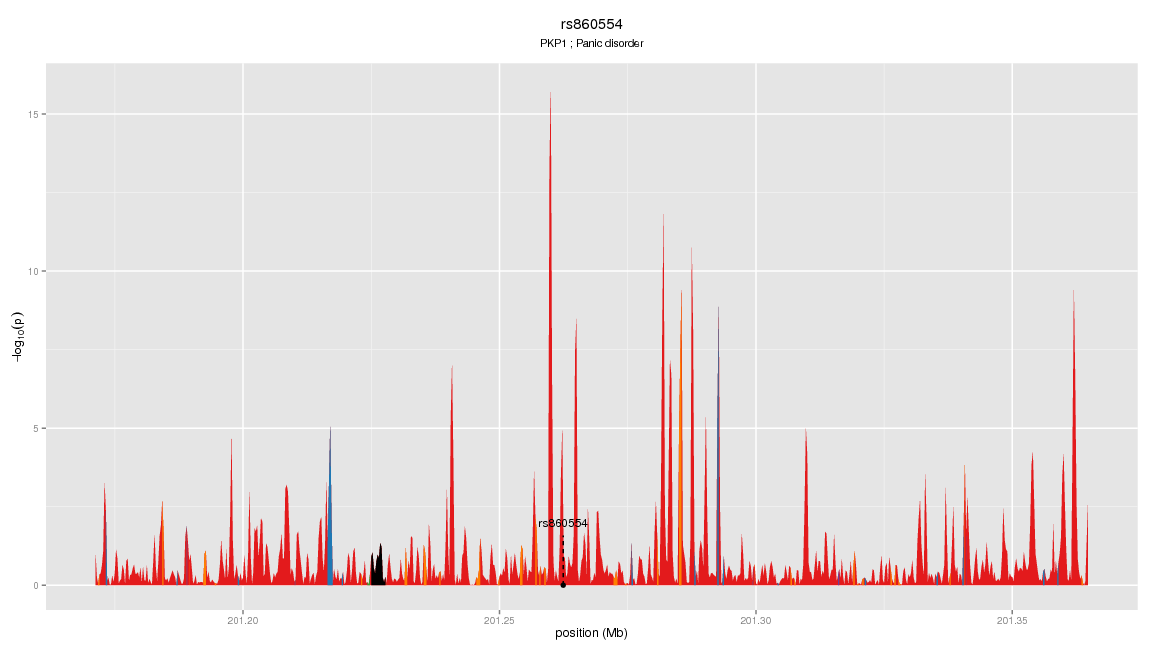 rs860554
PKP1 ; Panic disorder
15
10
5
0
−log10(p)
rs860554
201.20 201.25 201.30 201.35
position (Mb)